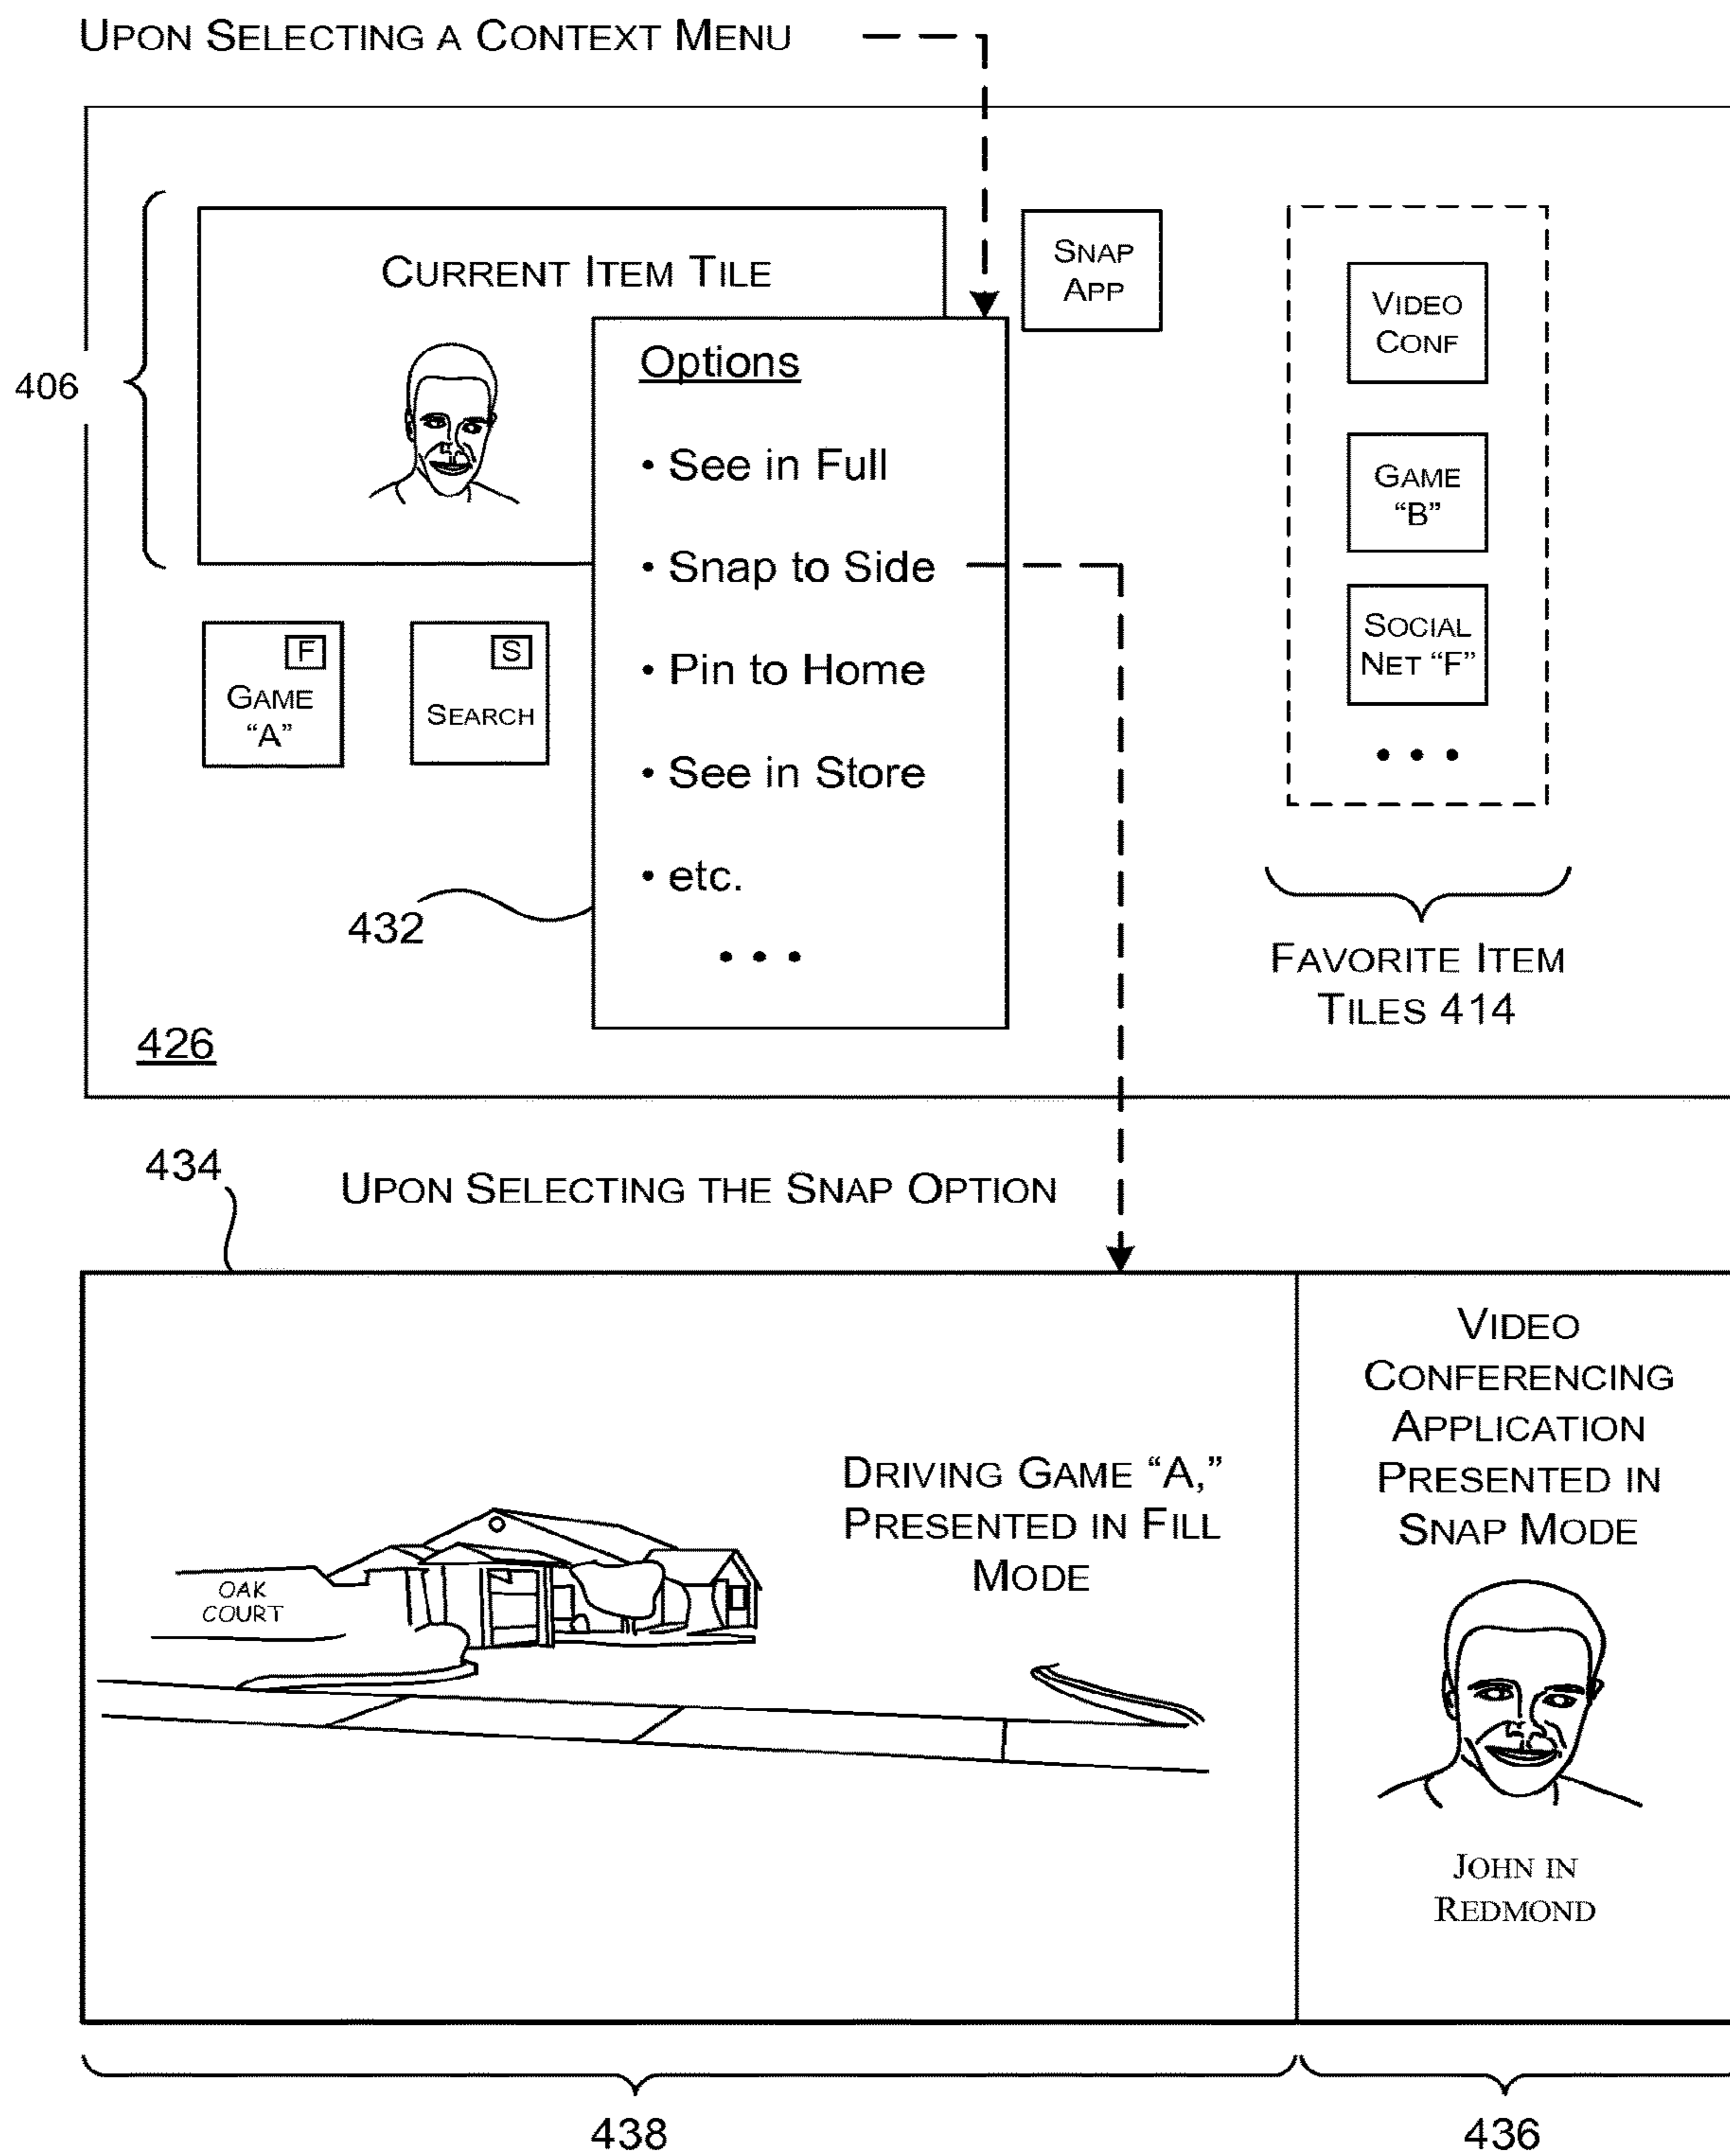 UPON SELECTING A CONTEXT MENU
406
CURRENT ITEM TILE
SNAP
APP
VIDEO
CONF
GAME
“B”
SOCIAL
NET “F”
• • •
Options
• See in Full
• Snap to Side
• Pin to Home
• See in Store
• etc.
• • •
F
GAME
“A”
S
SEARCH
432
FAVORITE ITEM
TILES 414
426
434
UPON SELECTING THE SNAP OPTION
OAK
COURT
DRIVING GAME “A,”
PRESENTED IN FILL
MODE
VIDEO
CONFERENCING
APPLICATION
PRESENTED IN
SNAP MODE
JOHN IN
REDMOND
438
436